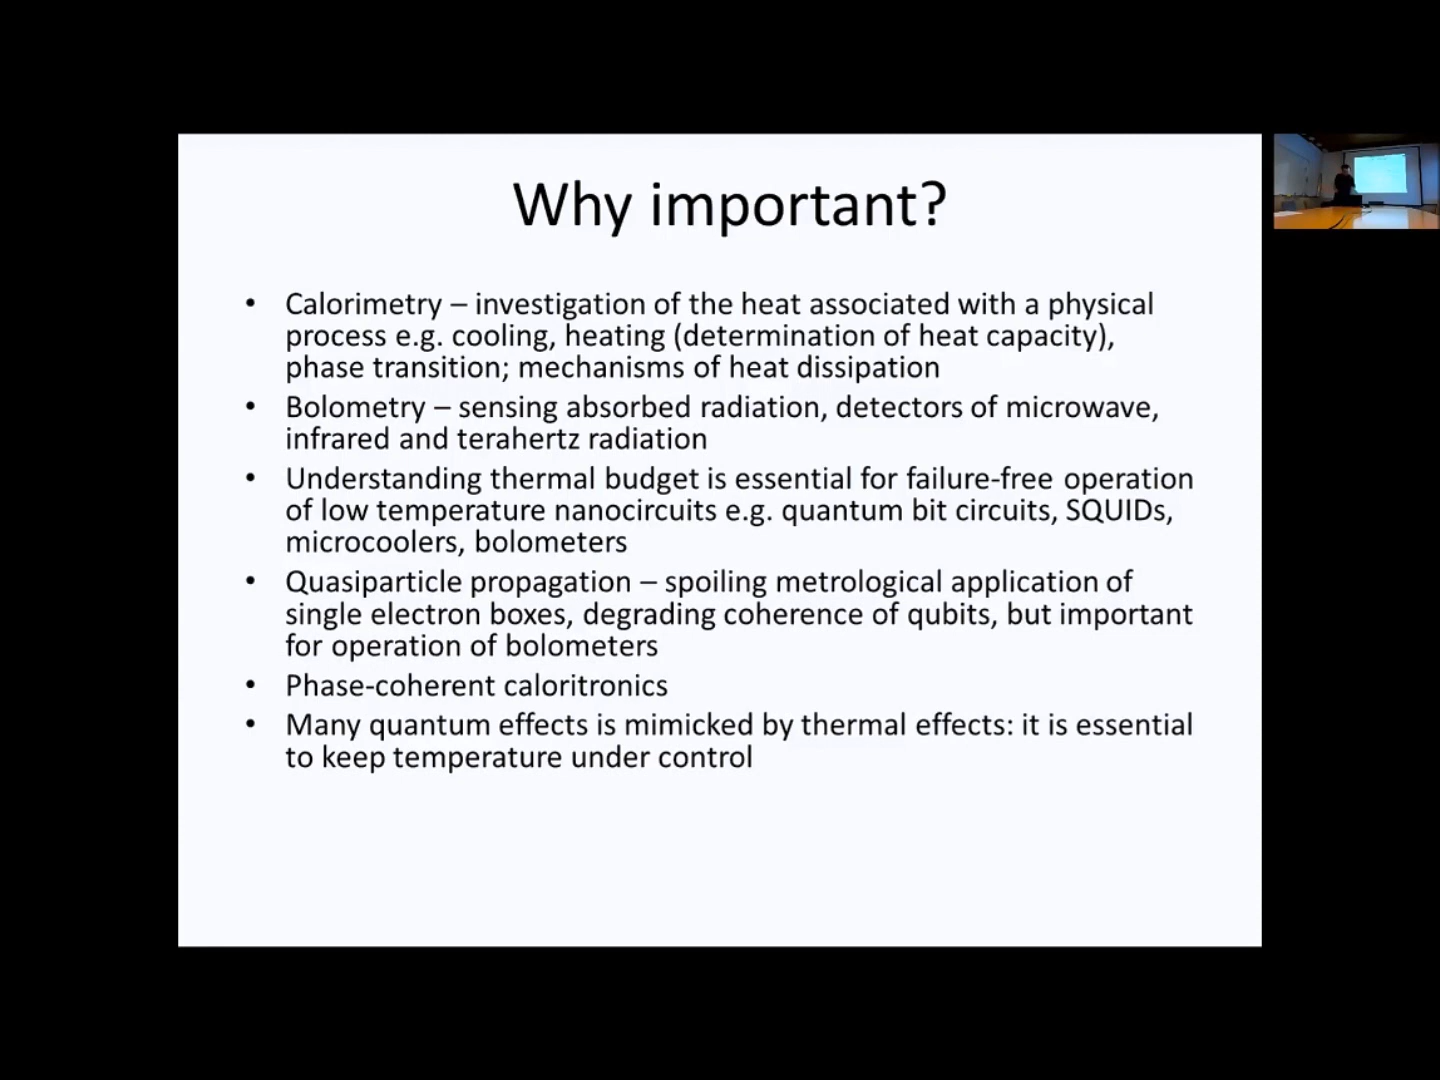 Why important?
• Calorimetry – investigation of the heat associated with a physical
process e.g. cooling, heating (determination of heat capacity),
phase transition; mechanisms of heat dissipation
• Bolometry – sensing absorbed radiation, detectors of microwave,
infrared and terahertz radiation
• Understanding thermal budget is essential for failure-free operation
of low temperature nanocircuits e.g. quantum bit circuits, SQUIDs,
microcoolers, bolometers
• Quasiparticle propagation – spoiling metrological application of
single electron boxes, degrading coherence of qubits, but important
for operation of bolometers
• Phase-coherent caloritronics
• Many quantum effects is mimicked by thermal effects: it is essential
to keep temperature under control